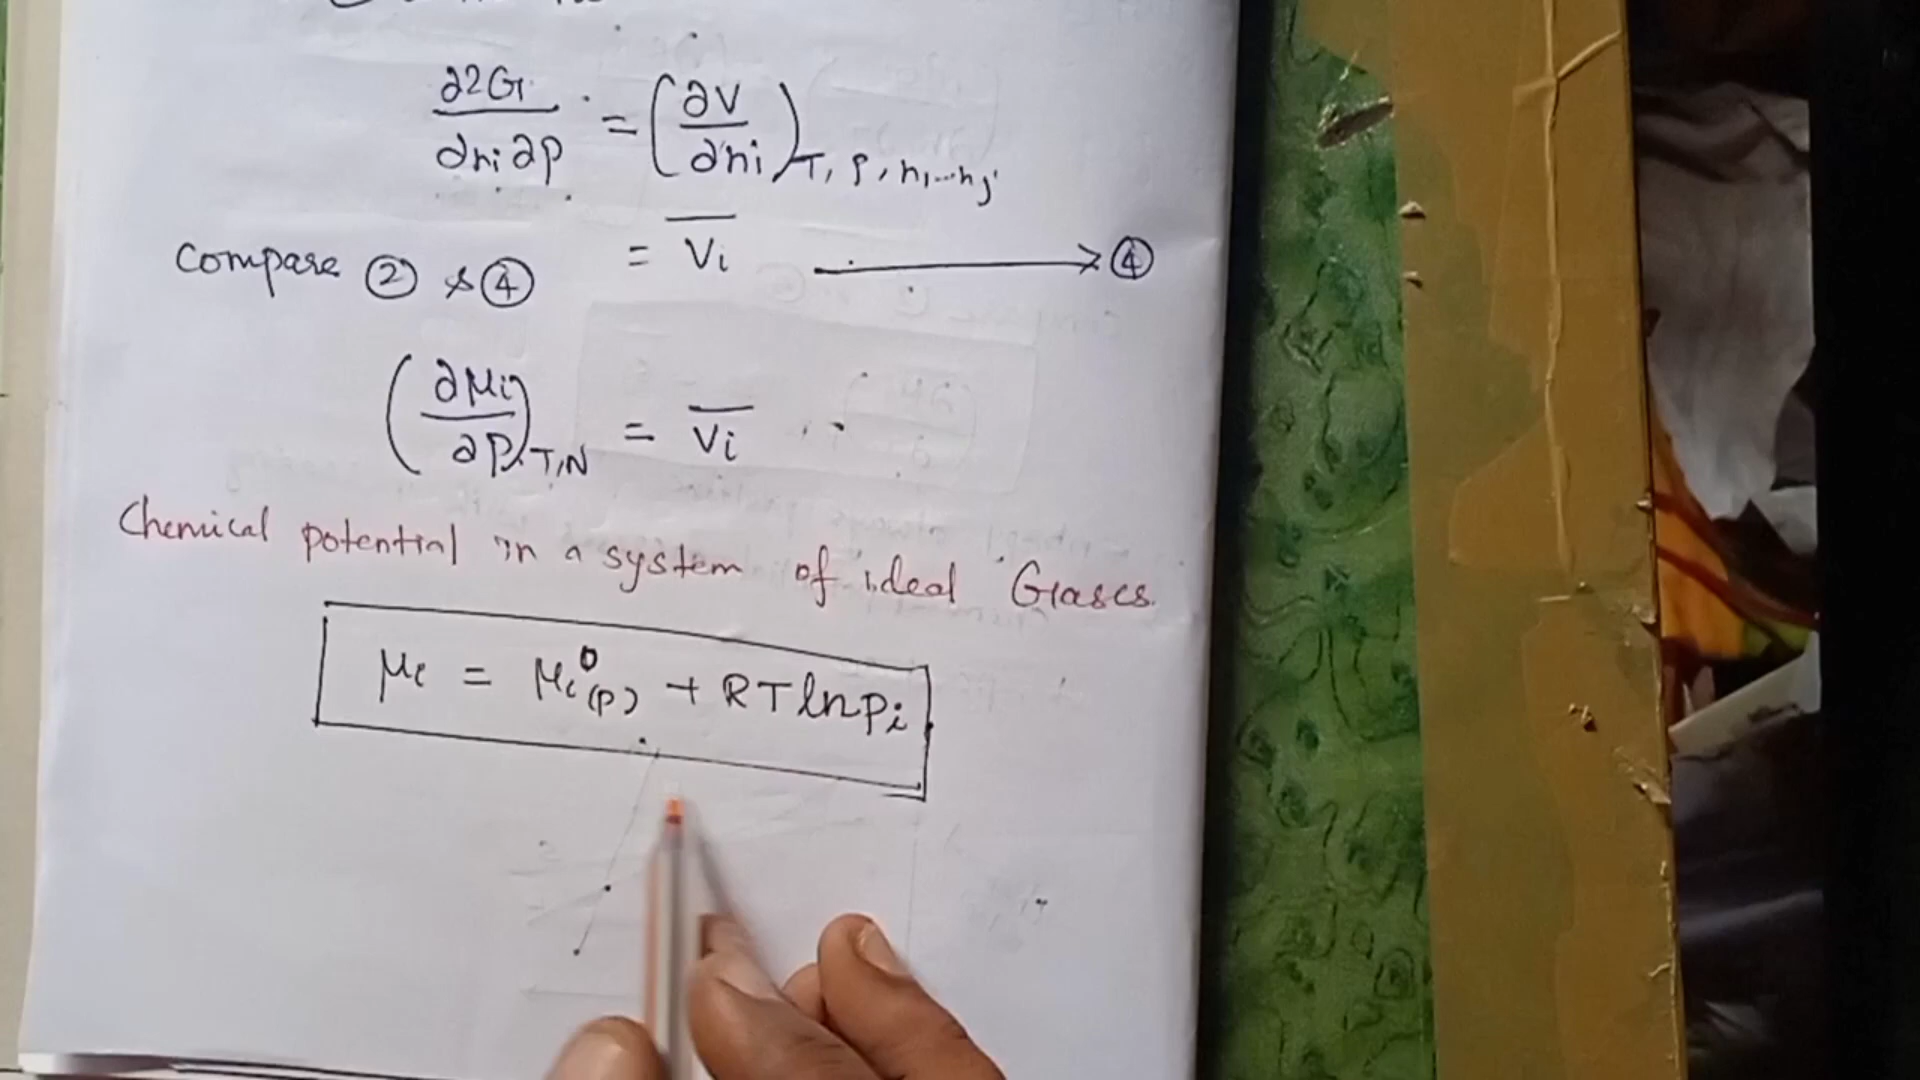 ∂2G / ∂ni∂P = (∂V/∂ni)T, P, n1...nj
= V̅i → ④
Compare ② & ④
(∂μi/∂P)T,N = V̅i
Chemical potential in a system of ideal Gases
μi = μi⁰(p) + RTlnpi